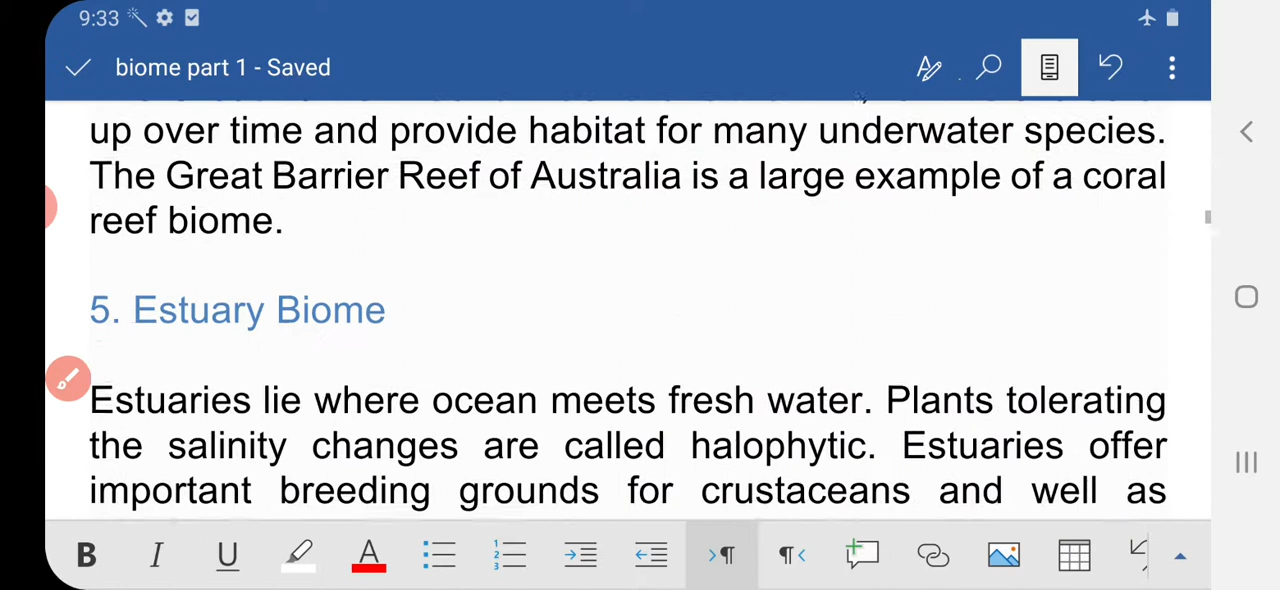 9:33
biome part 1 - Saved
up over time and provide habitat for many underwater species.
The Great Barrier Reef of Australia is a large example of a coral
reef biome.
5. Estuary Biome
Estuaries lie where ocean meets fresh water. Plants tolerating
the salinity changes are called halophytic. Estuaries offer
important breeding grounds for crustaceans and well as
B I U A